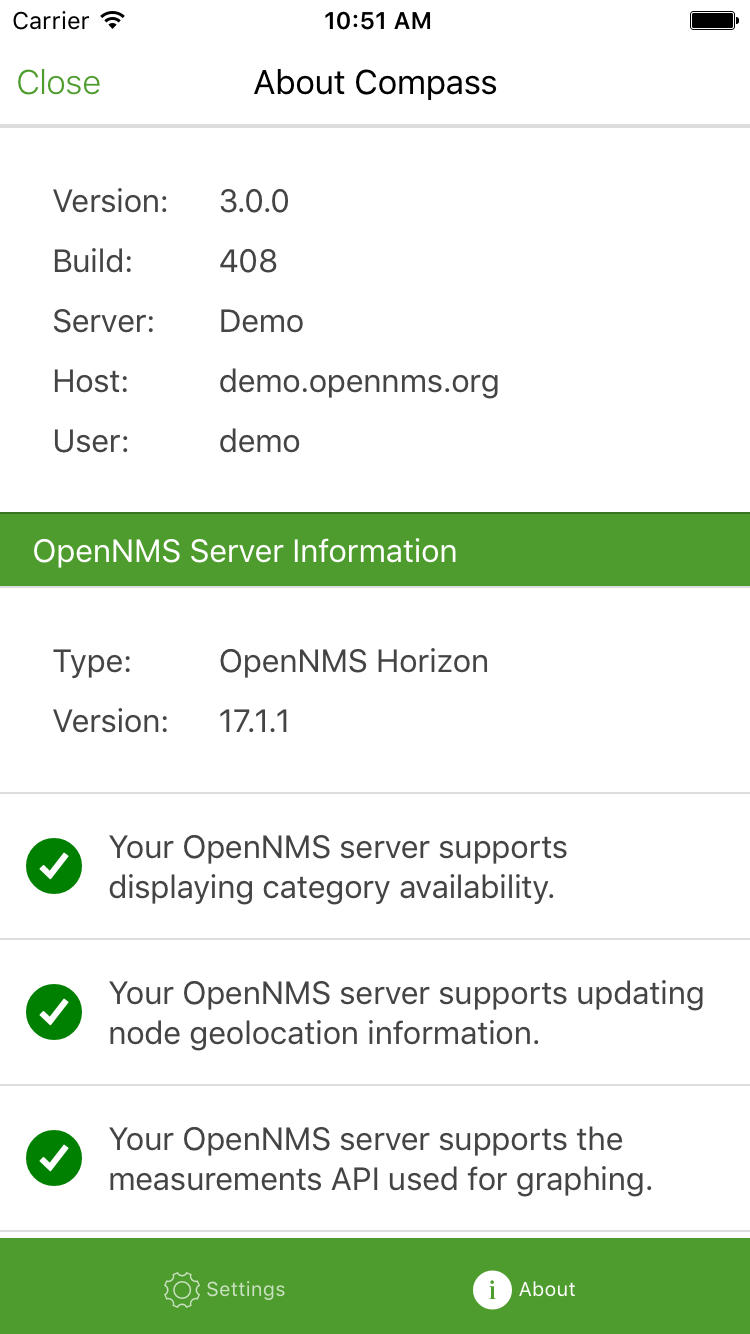 Carrier 10:51 AM
Close About Compass
Version: 3.0.0
Build: 408
Server: Demo
Host: demo.opennms.org
User: demo
OpenNMS Server Information
Type: OpenNMS Horizon
Version: 17.1.1
Your OpenNMS server supports
displaying category availability.
Your OpenNMS server supports updating
node geolocation information.
Your OpenNMS server supports the
measurements API used for graphing.
Settings i About